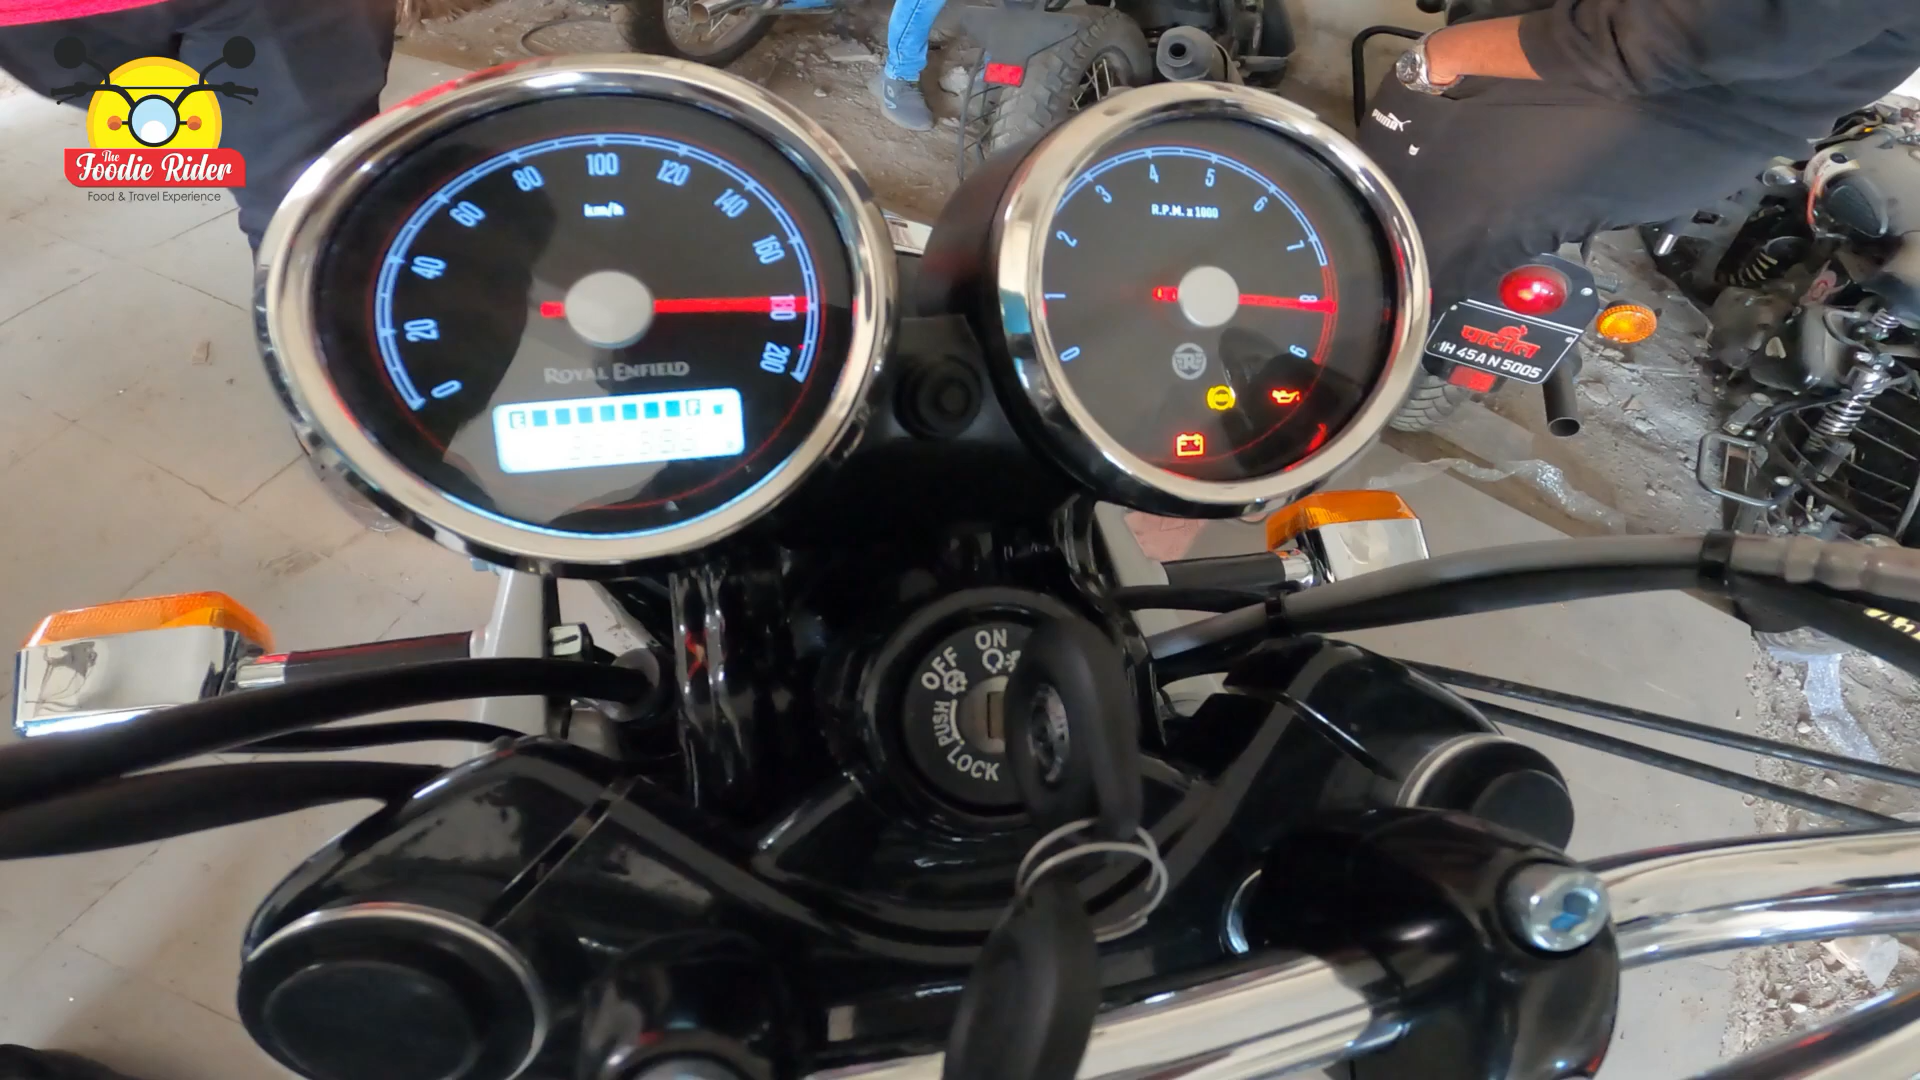 The
Foodie Rider
Food & Travel Experience
0
20
40
60
80
100
120
140
160
180
200
km/h
ROYAL ENFIELD
E
F
0
1
2
3
4
5
6
7
8
9
R.P.M. x 1000
PUMA
पाटील
MH 45 A N 5005
ON
OFF
PUSH
LOCK